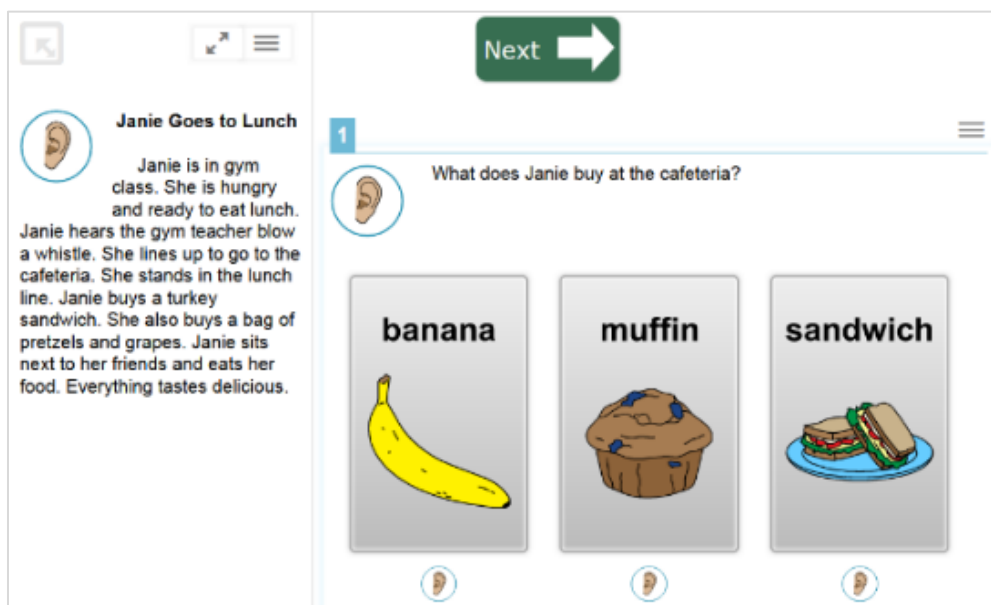 Next
Janie Goes to Lunch
Janie is in gym
class. She is hungry
and ready to eat lunch.
Janie hears the gym teacher blow
a whistle. She lines up to go to the
cafeteria. She stands in the lunch
line. Janie buys a turkey
sandwich. She also buys a bag of
pretzels and grapes. Janie sits
next to her friends and eats her
food. Everything tastes delicious.
1
What does Janie buy at the cafeteria?
banana
muffin
sandwich